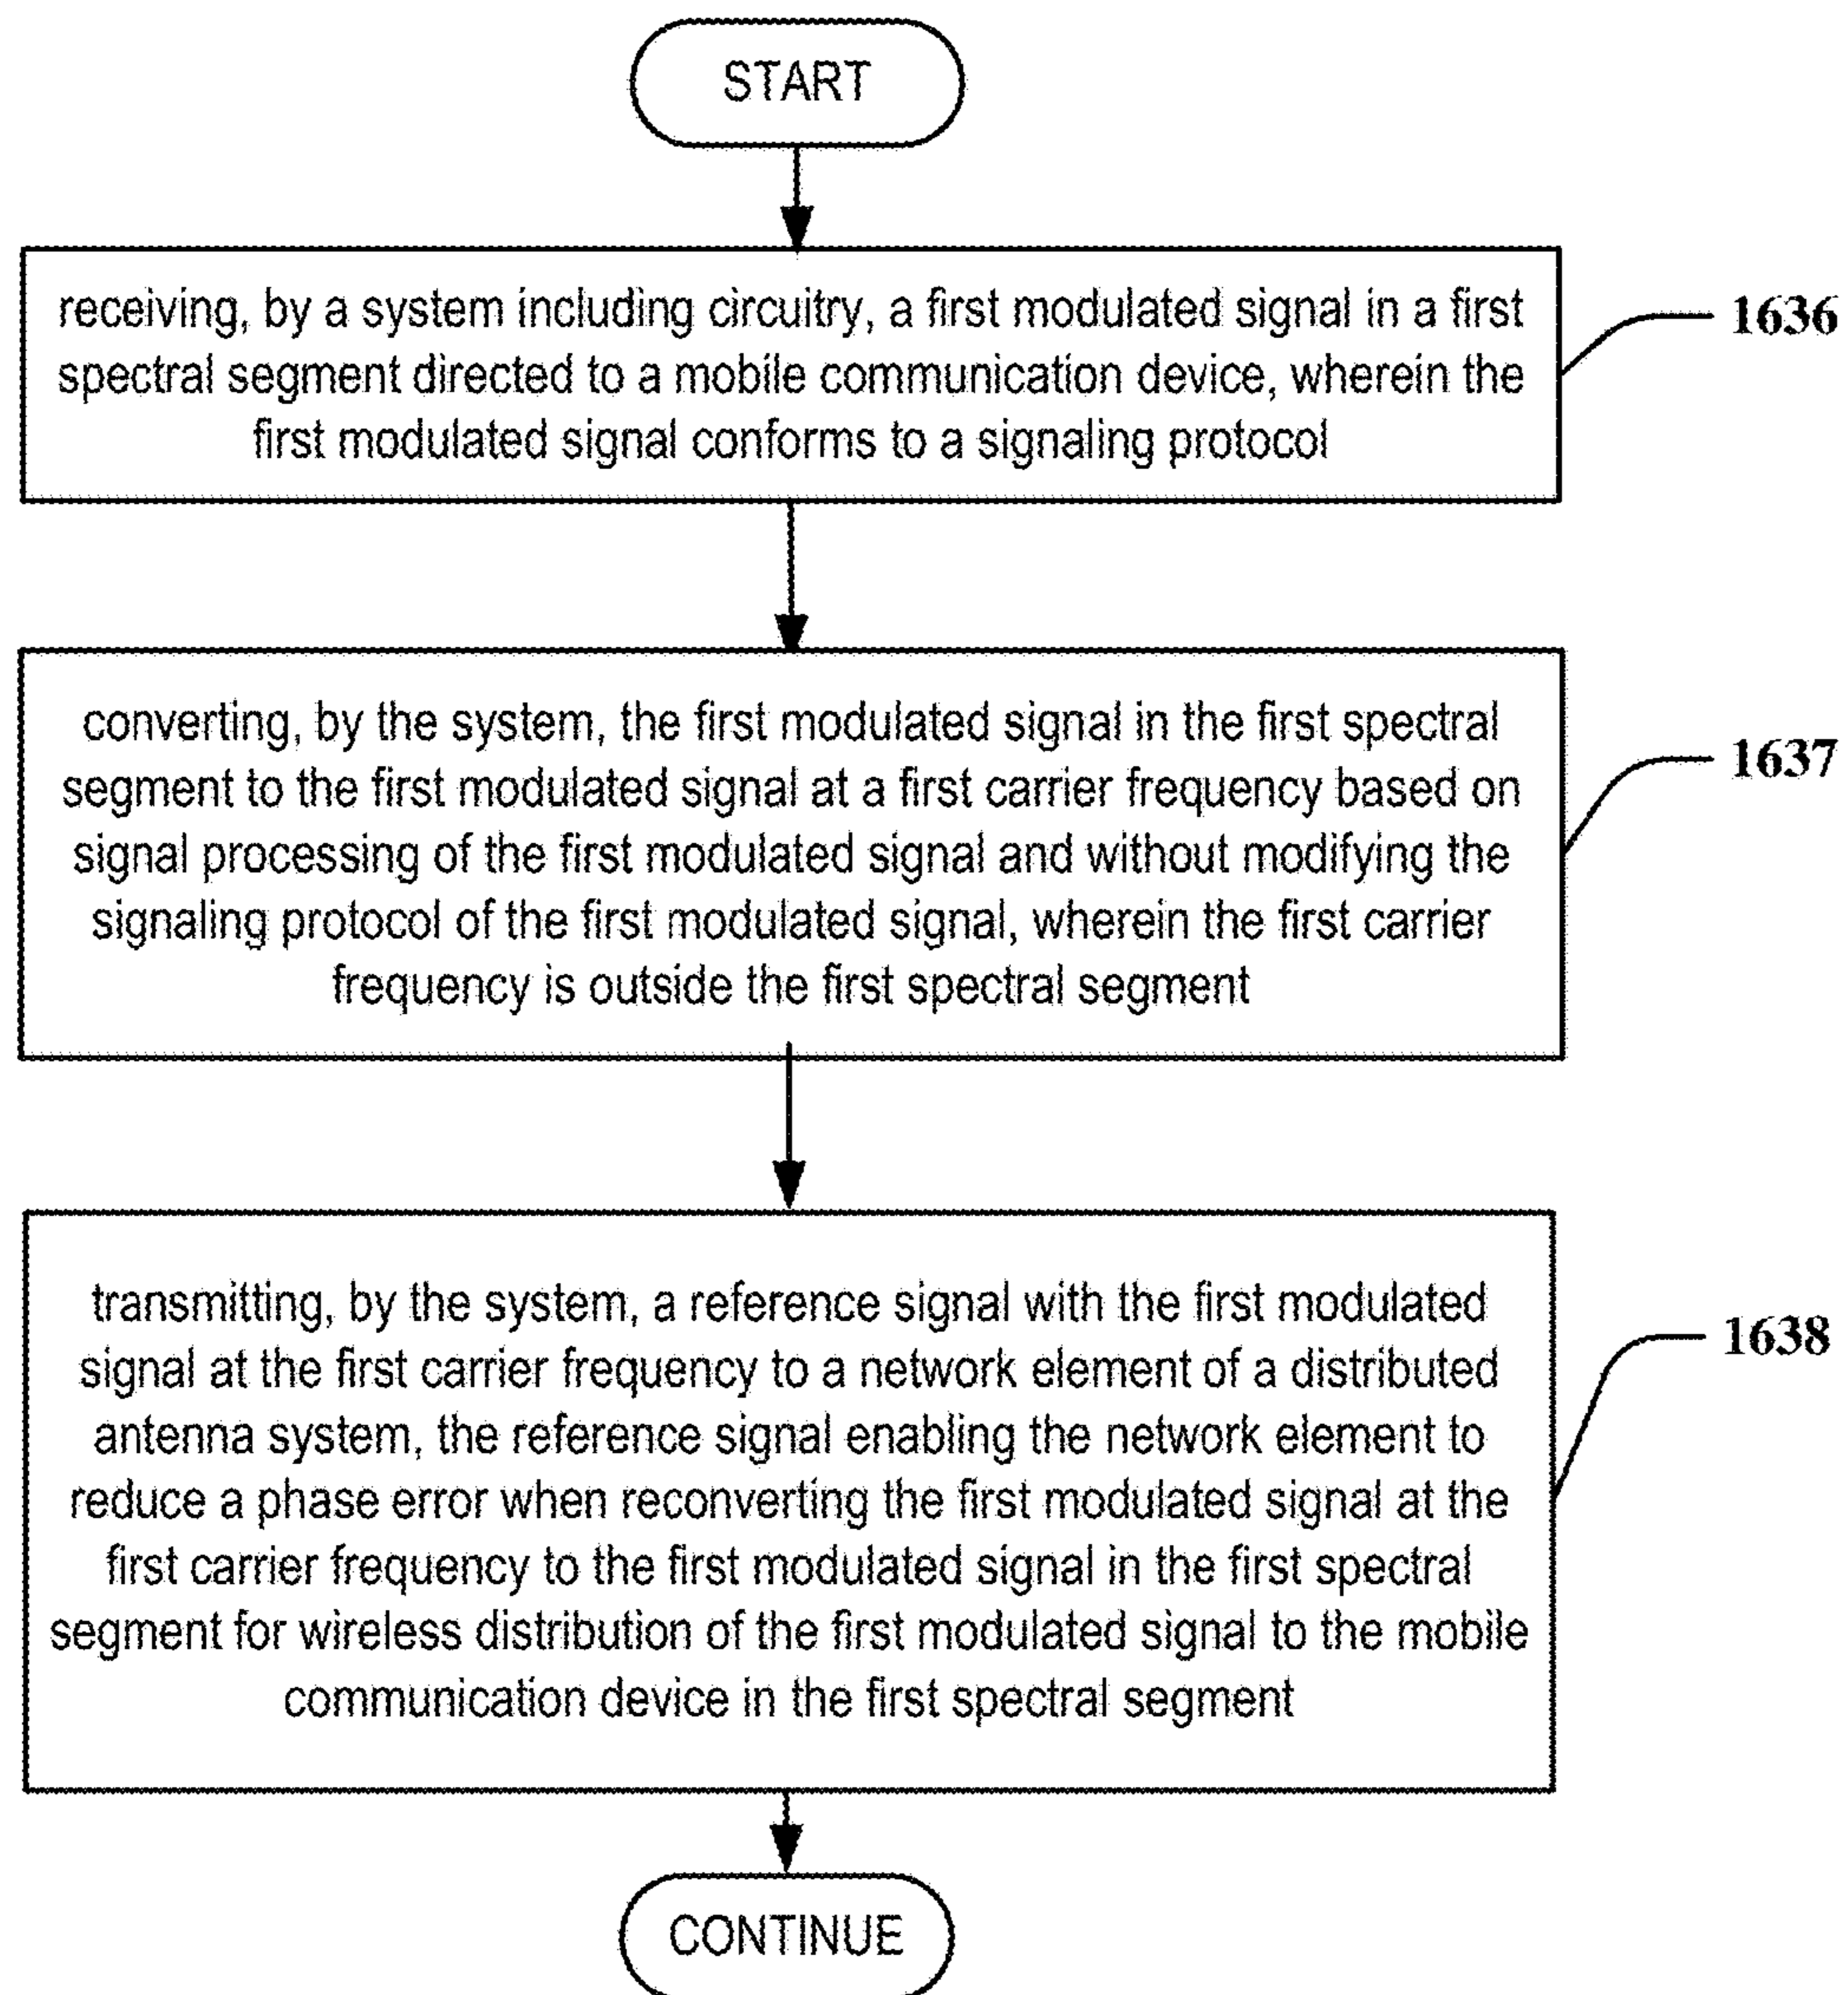 START
receiving, by a system including circuitry, a first modulated signal in a first
spectral segment directed to a mobile communication device, wherein the
first modulated signal conforms to a signaling protocol
1636
converting, by the system, the first modulated signal in the first spectral
segment to the first modulated signal at a first carrier frequency based on
signal processing of the first modulated signal and without modifying the
signaling protocol of the first modulated signal, wherein the first carrier
frequency is outside the first spectral segment
1637
transmitting, by the system, a reference signal with the first modulated
signal at the first carrier frequency to a network element of a distributed
antenna system, the reference signal enabling the network element to
reduce a phase error when reconverting the first modulated signal at the
first carrier frequency to the first modulated signal in the first spectral
segment for wireless distribution of the first modulated signal to the mobile
communication device in the first spectral segment
1638
CONTINUE